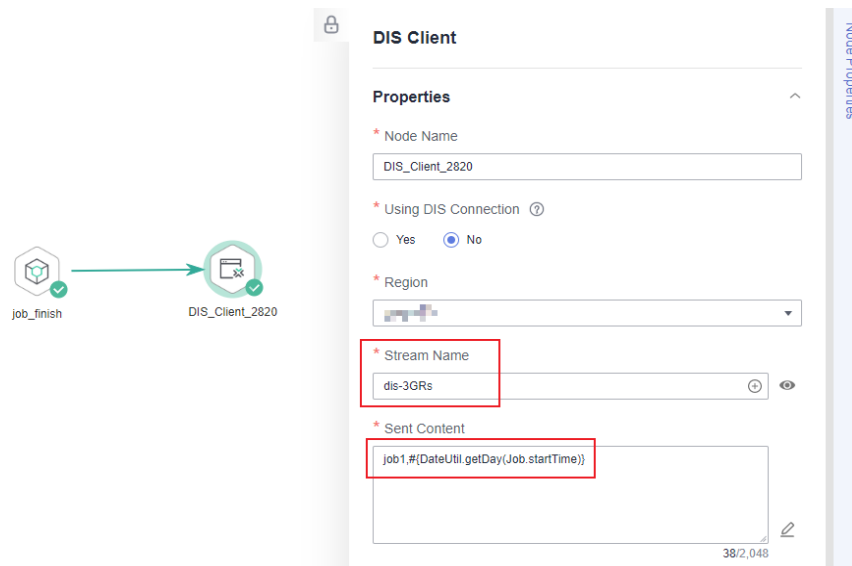 DIS Client
Properties
* Node Name
DIS_Client_2820
* Using DIS Connection ?
Yes No
* Region
* Stream Name
dis-3GRs
* Sent Content
job1,#{DateUtil.getDay(Job.startTime)}
38/2,048
job_finish
DIS_Client_2820
Node Properties